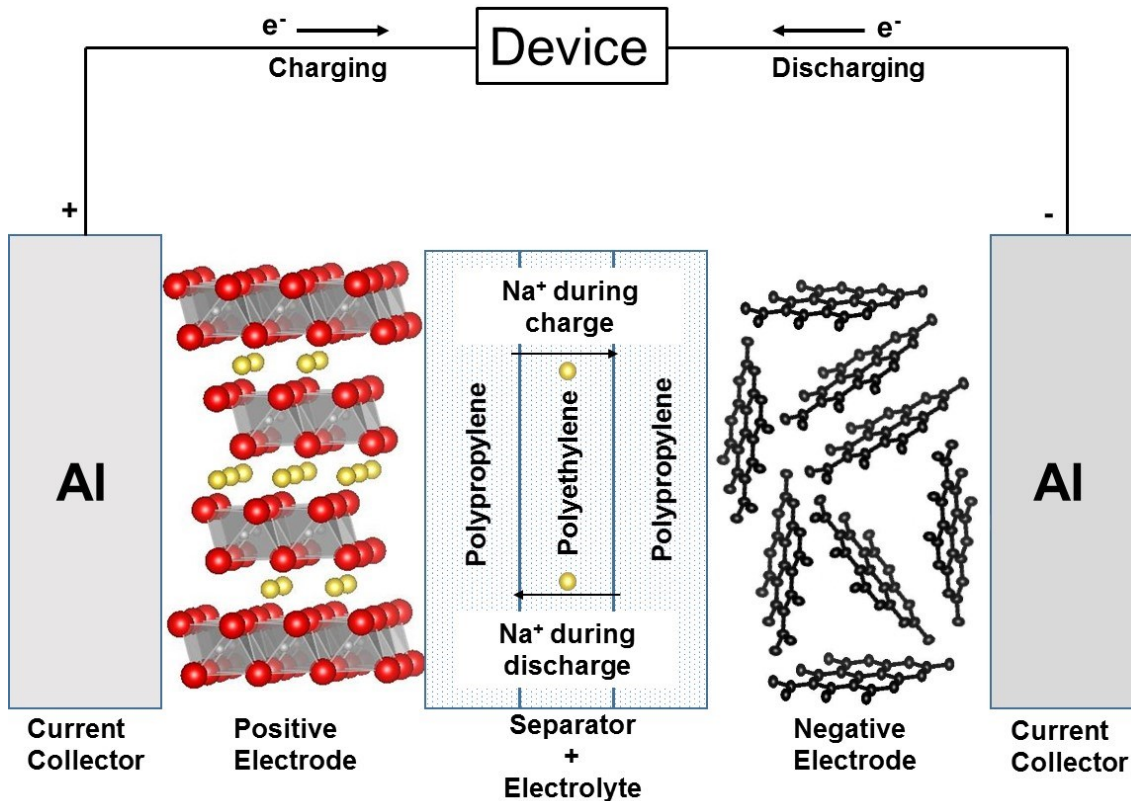 e⁻
Charging
Device
e⁻
Discharging
+
-
Al
Na⁺ during
charge
Polypropylene
Polyethylene
Polypropylene
Na⁺ during
discharge
Al
Current
Collector
Positive
Electrode
Separator
+
Electrolyte
Negative
Electrode
Current
Collector